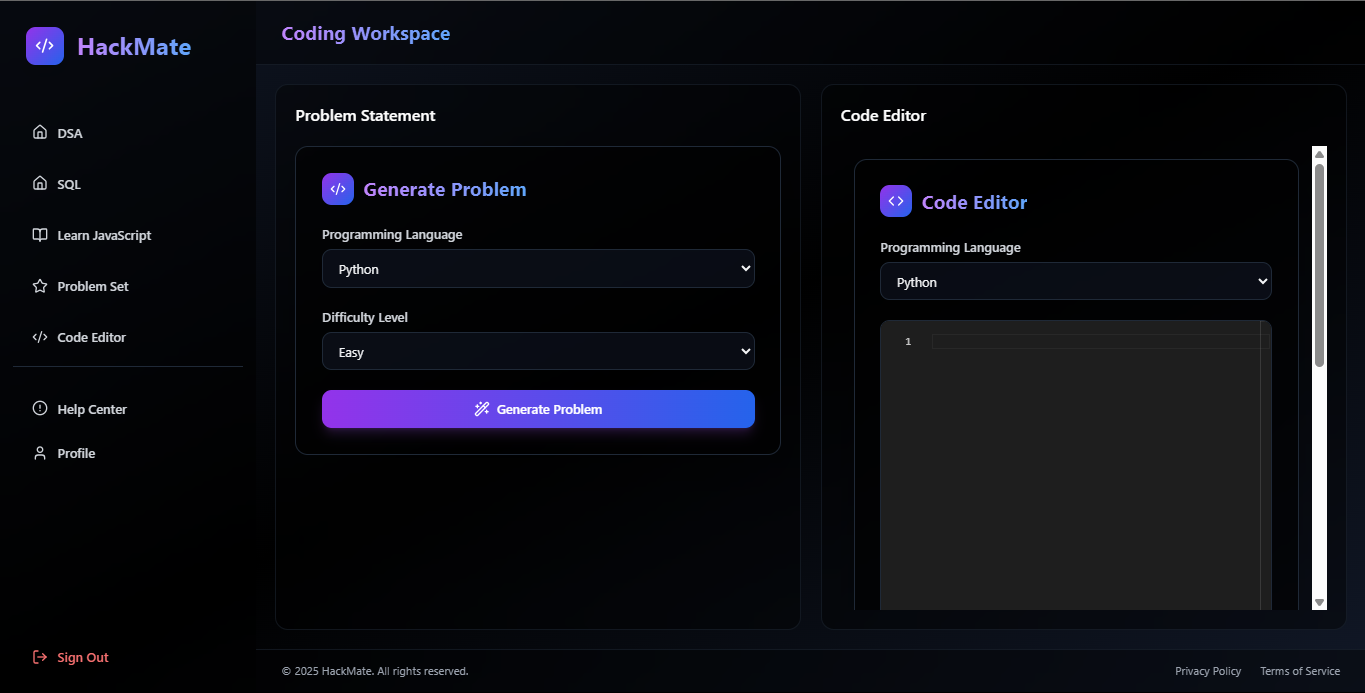 HackMate
DSA
SQL
Learn JavaScript
Problem Set
Code Editor
Help Center
Profile
Sign Out
Coding Workspace
Problem Statement
Generate Problem
Programming Language
Python
Difficulty Level
Easy
Generate Problem
Code Editor
Code Editor
Programming Language
Python
1
© 2025 HackMate. All rights reserved.
Privacy Policy
Terms of Service